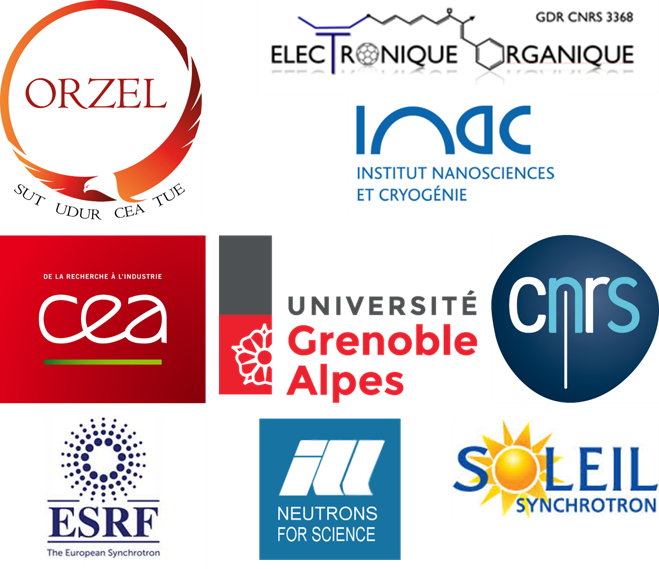 ORZEL
SUT UDUR CEA TUE
GDR CNRS 3368
ELECTRONIQUE ORGANIQUE
inac
INSTITUT NANOSCIENCES
ET CRYOGÉNIE
DE LA RECHERCHE À L'INDUSTRIE
cea
UNIVERSITÉ
Grenoble
Alpes
cnrs
ESRF
The European Synchrotron
ill
NEUTRONS
FOR SCIENCE
SOLEIL
SYNCHROTRON